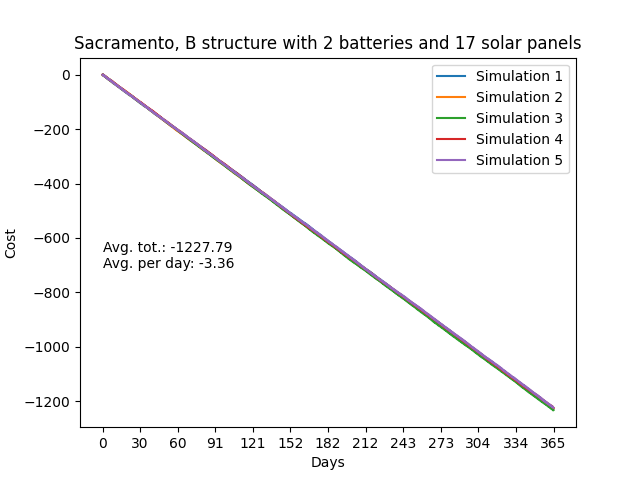 Sacramento, B structure with 2 batteries and 17 solar panels
Simulation 1
Simulation 2
Simulation 3
Simulation 4
Simulation 5
Cost
0
−200
−400
−600
−800
−1000
−1200
Avg. tot.: -1227.79
Avg. per day: -3.36
0 30 60 91 121 152 182 212 243 273 304 334 365
Days